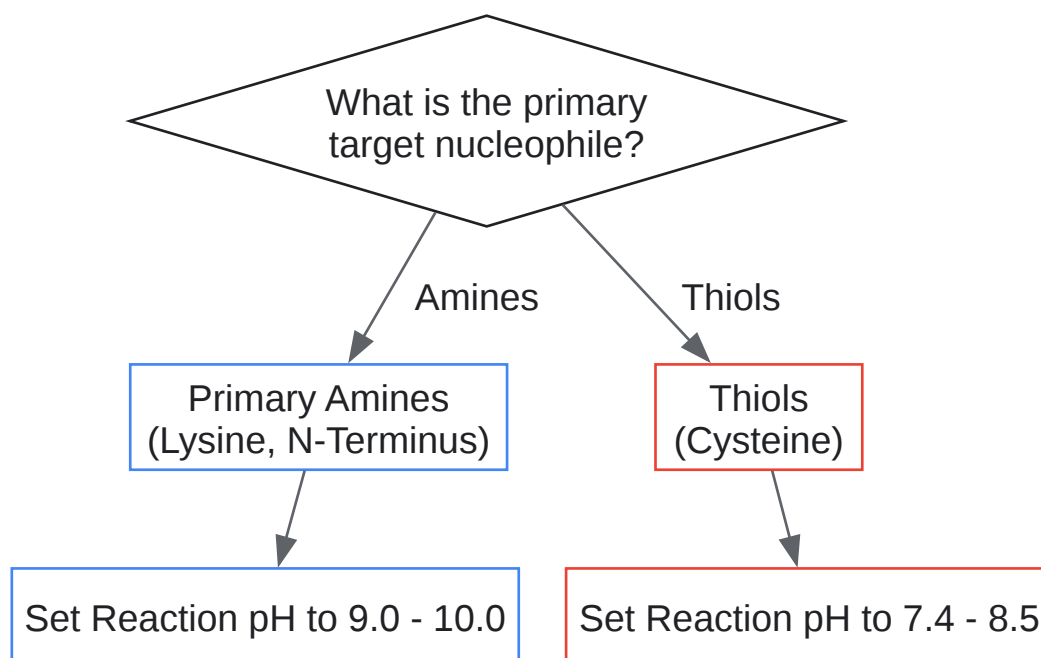 What is the primary
target nucleophile?
Amines
Thiols
Primary Amines
(Lysine, N-Terminus)
Thiols
(Cysteine)
Set Reaction pH to 9.0 - 10.0
Set Reaction pH to 7.4 - 8.5